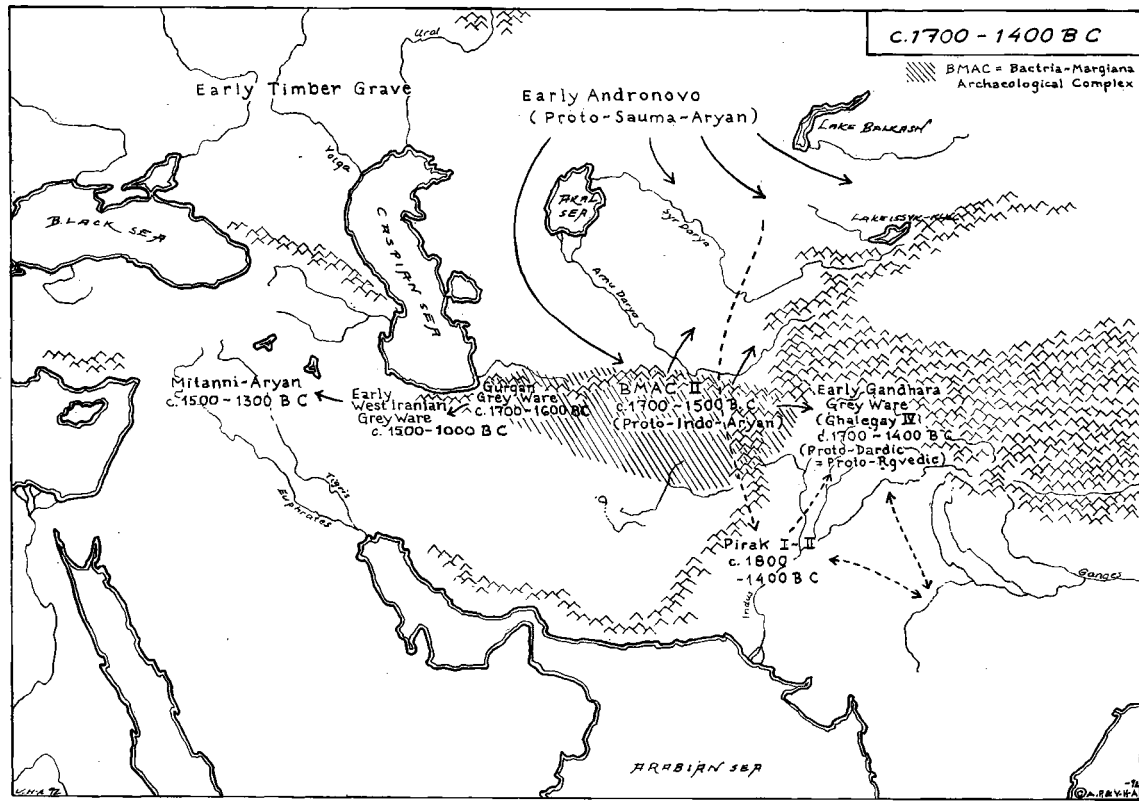 c.1700 - 1400 B C
BMAC = Bactria-Margiana
Archaeological Complex
Ural
Early Timber Grave
Early Andronovo
(Proto-Sauma-Aryan)
LAKE BALKASH
Volga
ARAL
SEA
Syr Darya
LAKE ISSYK-KUL
BLACK SEA
CASPIAN SEA
Amu Darya
Mitanni-Aryan
c.1500-1300 B C
Early
West Iranian
Grey Ware
c. 1500-1000 B C
Gurgan
Grey Ware
c. 1700-1600 BC
BMAC II
c.1700-1500 B C
(Proto-Indo-Aryan)
Early Gandhara
Grey Ware
(Ghalegay IV)
c.1700-1400 B C
(Proto-Dardic
= Proto-Rgvedic)
Tigris
Euphrates
Pirak I-II
c. 1800
-1400 B C
Indus
Ganges
ARABIAN SEA